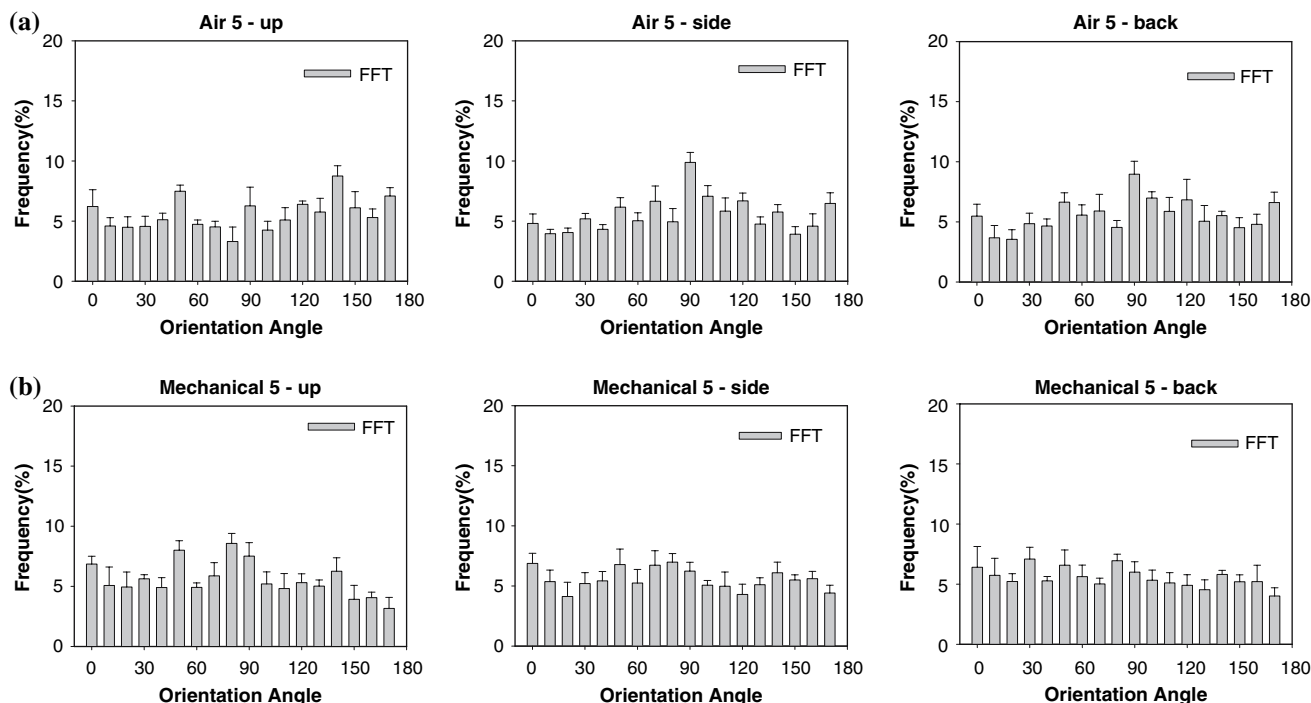 (a)
Air 5 - up
20
15
10
5
0
Frequency(%)
FFT
0 30 60 90 120 150 180
Orientation Angle
Air 5 - side
20
15
10
5
0
Frequency(%)
FFT
0 30 60 90 120 150 180
Orientation Angle
Air 5 - back
20
15
10
5
0
Frequency(%)
FFT
0 30 60 90 120 150 180
Orientation Angle
(b)
Mechanical 5 - up
20
15
10
5
0
Frequency(%)
FFT
0 30 60 90 120 150 180
Orientation Angle
Mechanical 5 - side
20
15
10
5
0
Frequency(%)
FFT
0 30 60 90 120 150 180
Orientation Angle
Mechanical 5 - back
20
15
10
5
0
Frequency(%)
FFT
0 30 60 90 120 150 180
Orientation Angle